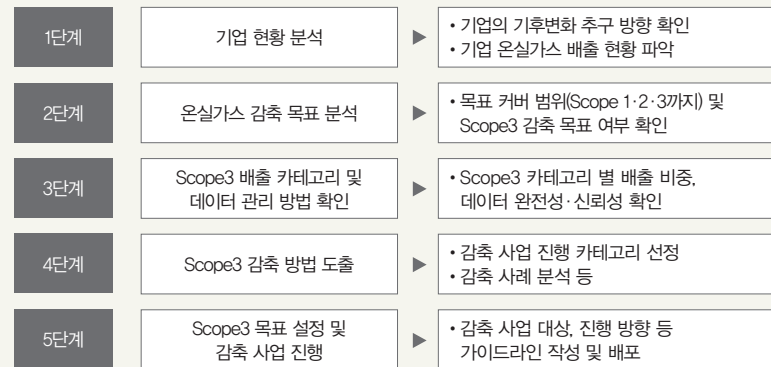 1단계
기업 현황 분석
▶
• 기업의 기후변화 추구 방향 확인
• 기업 온실가스 배출 현황 파악
2단계
온실가스 감축 목표 분석
▶
• 목표 커버 범위(Scope 1·2·3까지) 및
Scope3 감축 목표 여부 확인
3단계
Scope3 배출 카테고리 및
데이터 관리 방법 확인
▶
• Scope3 카테고리 별 배출 비중,
데이터 완전성·신뢰성 확인
4단계
Scope3 감축 방법 도출
▶
• 감축 사업 진행 카테고리 선정
• 감축 사례 분석 등
5단계
Scope3 목표 설정 및
감축 사업 진행
▶
• 감축 사업 대상, 진행 방향 등
가이드라인 작성 및 배포